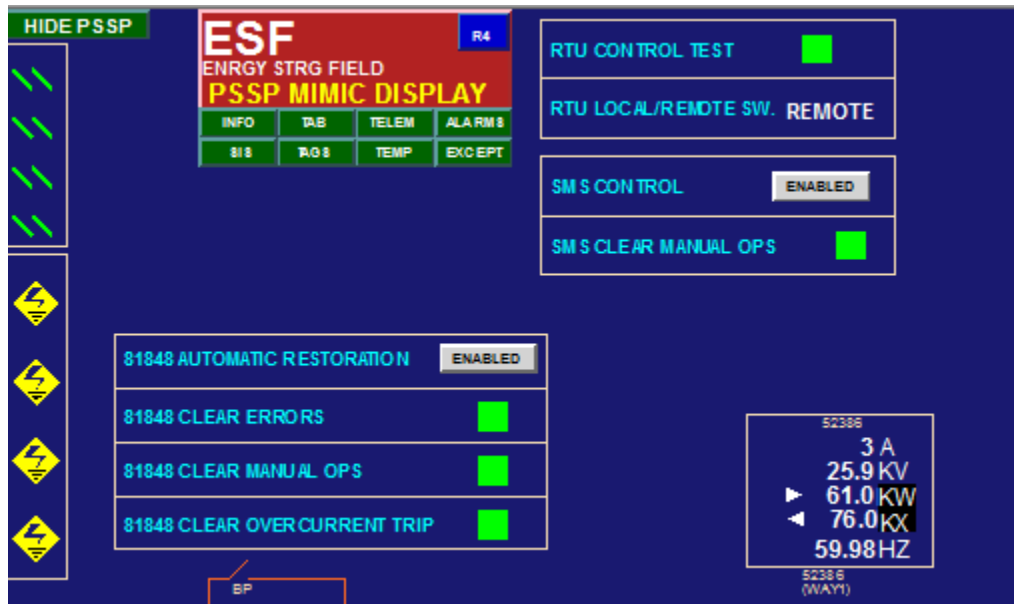 HIDE PSSP
ESF
R4
ENRGY STRG FIELD
PSSP MIMIC DISPLAY
INFO TAB TELEM ALARMS
SIS TAGS TEMP EXCEPT
RTU CONTROL TEST
RTU LOCAL/REMOTE SW. REMOTE
SMS CONTROL ENABLED
SMS CLEAR MANUAL OPS
81848 AUTOMATIC RESTORATION ENABLED
81848 CLEAR ERRORS
81848 CLEAR MANUAL OPS
81848 CLEAR OVERCURRENT TRIP
BP
52386
3 A
25.9 KV
61.0 KW
76.0 KX
59.98 HZ
52386
(WAY1)